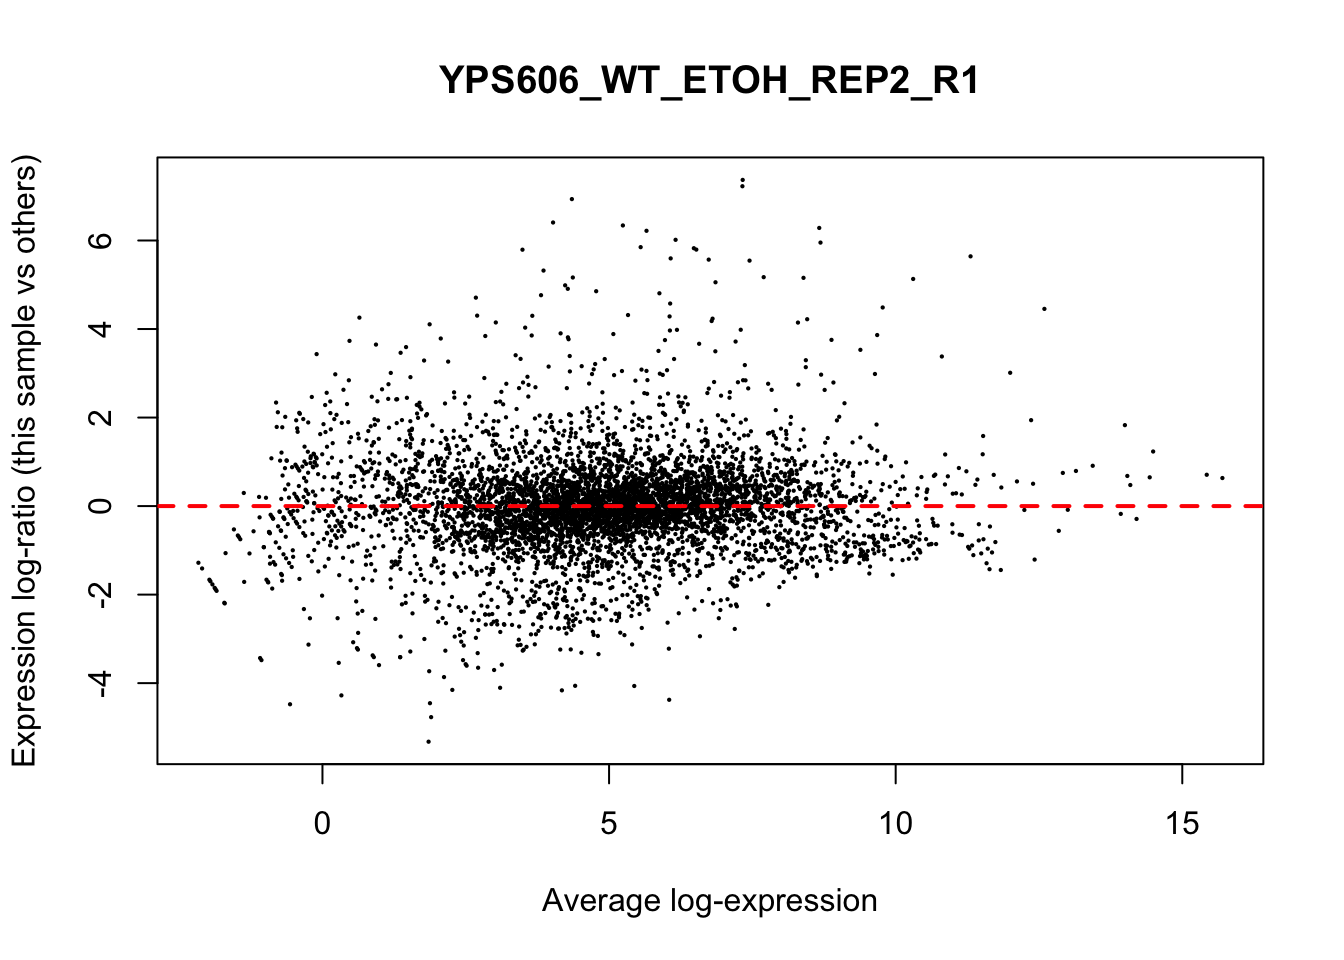 YPS606_WT_ETOH_REP2_R1
Expression log-ratio (this sample vs others)
6
4
2
0
-2
-4
0 5 10 15
Average log-expression